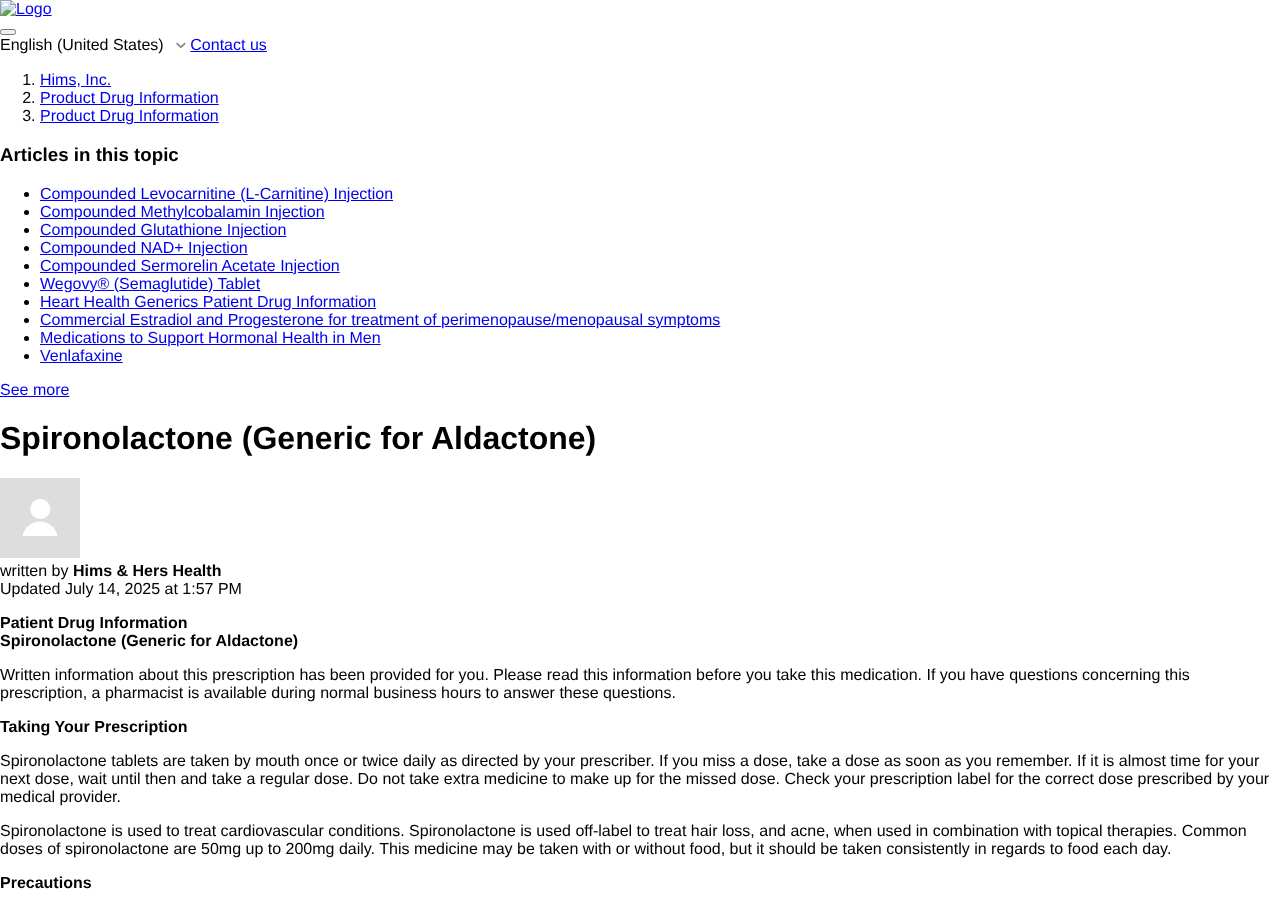 Logo
English (United States)
Contact us
1. Hims, Inc.
2. Product Drug Information
3. Product Drug Information
Articles in this topic
• Compounded Levocarnitine (L-Carnitine) Injection
• Compounded Methylcobalamin Injection
• Compounded Glutathione Injection
• Compounded NAD+ Injection
• Compounded Sermorelin Acetate Injection
• Wegovy® (Semaglutide) Tablet
• Heart Health Generics Patient Drug Information
• Commercial Estradiol and Progesterone for treatment of perimenopause/menopausal symptoms
• Medications to Support Hormonal Health in Men
• Venlafaxine
See more
Spironolactone (Generic for Aldactone)
written by Hims & Hers Health
Updated July 14, 2025 at 1:57 PM
Patient Drug Information
Spironolactone (Generic for Aldactone)
Written information about this prescription has been provided for you. Please read this information before you take this medication. If you have questions concerning this
prescription, a pharmacist is available during normal business hours to answer these questions.
Taking Your Prescription
Spironolactone tablets are taken by mouth once or twice daily as directed by your prescriber. If you miss a dose, take a dose as soon as you remember. If it is almost time for your
next dose, wait until then and take a regular dose. Do not take extra medicine to make up for the missed dose. Check your prescription label for the correct dose prescribed by your
medical provider.
Spironolactone is used to treat cardiovascular conditions. Spironolactone is used off-label to treat hair loss, and acne, when used in combination with topical therapies. Common
doses of spironolactone are 50mg up to 200mg daily. This medicine may be taken with or without food, but it should be taken consistently in regards to food each day.
Precautions